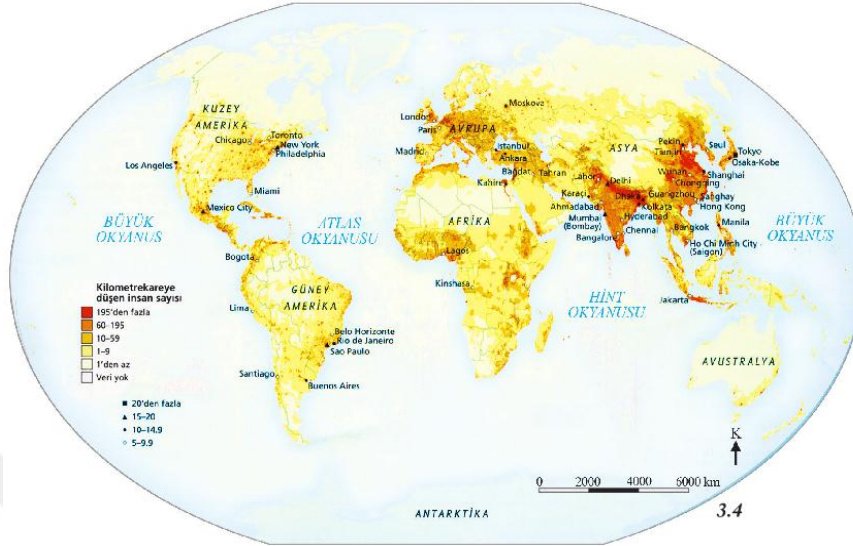 KUZEY
AMERİKA
Toronto
Chicago
New York
Philadelphia
Los Angeles
Miami
Mexico City
BÜYÜK
OKYANUS
ATLAS
OKYANUSU
Bogota
GÜNEY
AMERİKA
Lima
Belo Horizonte
Rio de Janeiro
Sao Paulo
Santiago
Buenos Aires
London
Paris
Madrid
AVRUPA
Moskova
İstanbul
Ankara
Bağdat
Tahran
Kahire
AFRİKA
Lagos
Kinshasa
ASYA
Lahor
Delhi
Karaçi
Ahmadabad
Mumba
(Bombay)
Bangalore
Dhaka
Kolkata
Hyderabad
Chennai
Pekin
Tianjin
Seul
Tokyo
Osaka-Kobe
Wuhan
Shanghai
Chongqing
Guangzhou
Şanghay
Hong Kong
Manila
Bangkok
Ho Chi Minh City
(Saigon)
Jakarta
HİNT
OKYANUSU
BÜYÜK
OKYANUS
AVUSTRALYA
Kilometrekareye
düşen insan sayısı
195'den fazla
60-195
10-59
1-9
1'den az
Veri yok
20'den fazla
15-20
10-14.9
5-9.9
K
0 2000 4000 6000 km
3.4
ANTARKTİKA